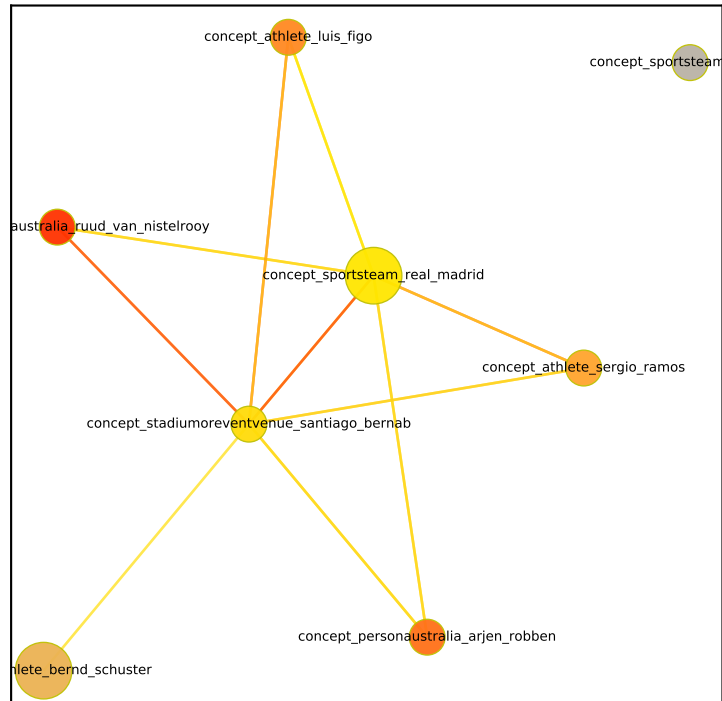 concept_athlete_luis_figo
concept_sportsteam
australia_ruud_van_nistelrooy
concept_sportsteam_real_madrid
concept_athlete_sergio_ramos
concept_stadiumoreventvenue_santiago_bernab
concept_personaustralia_arjen_robben
hlete_bernd_schuster